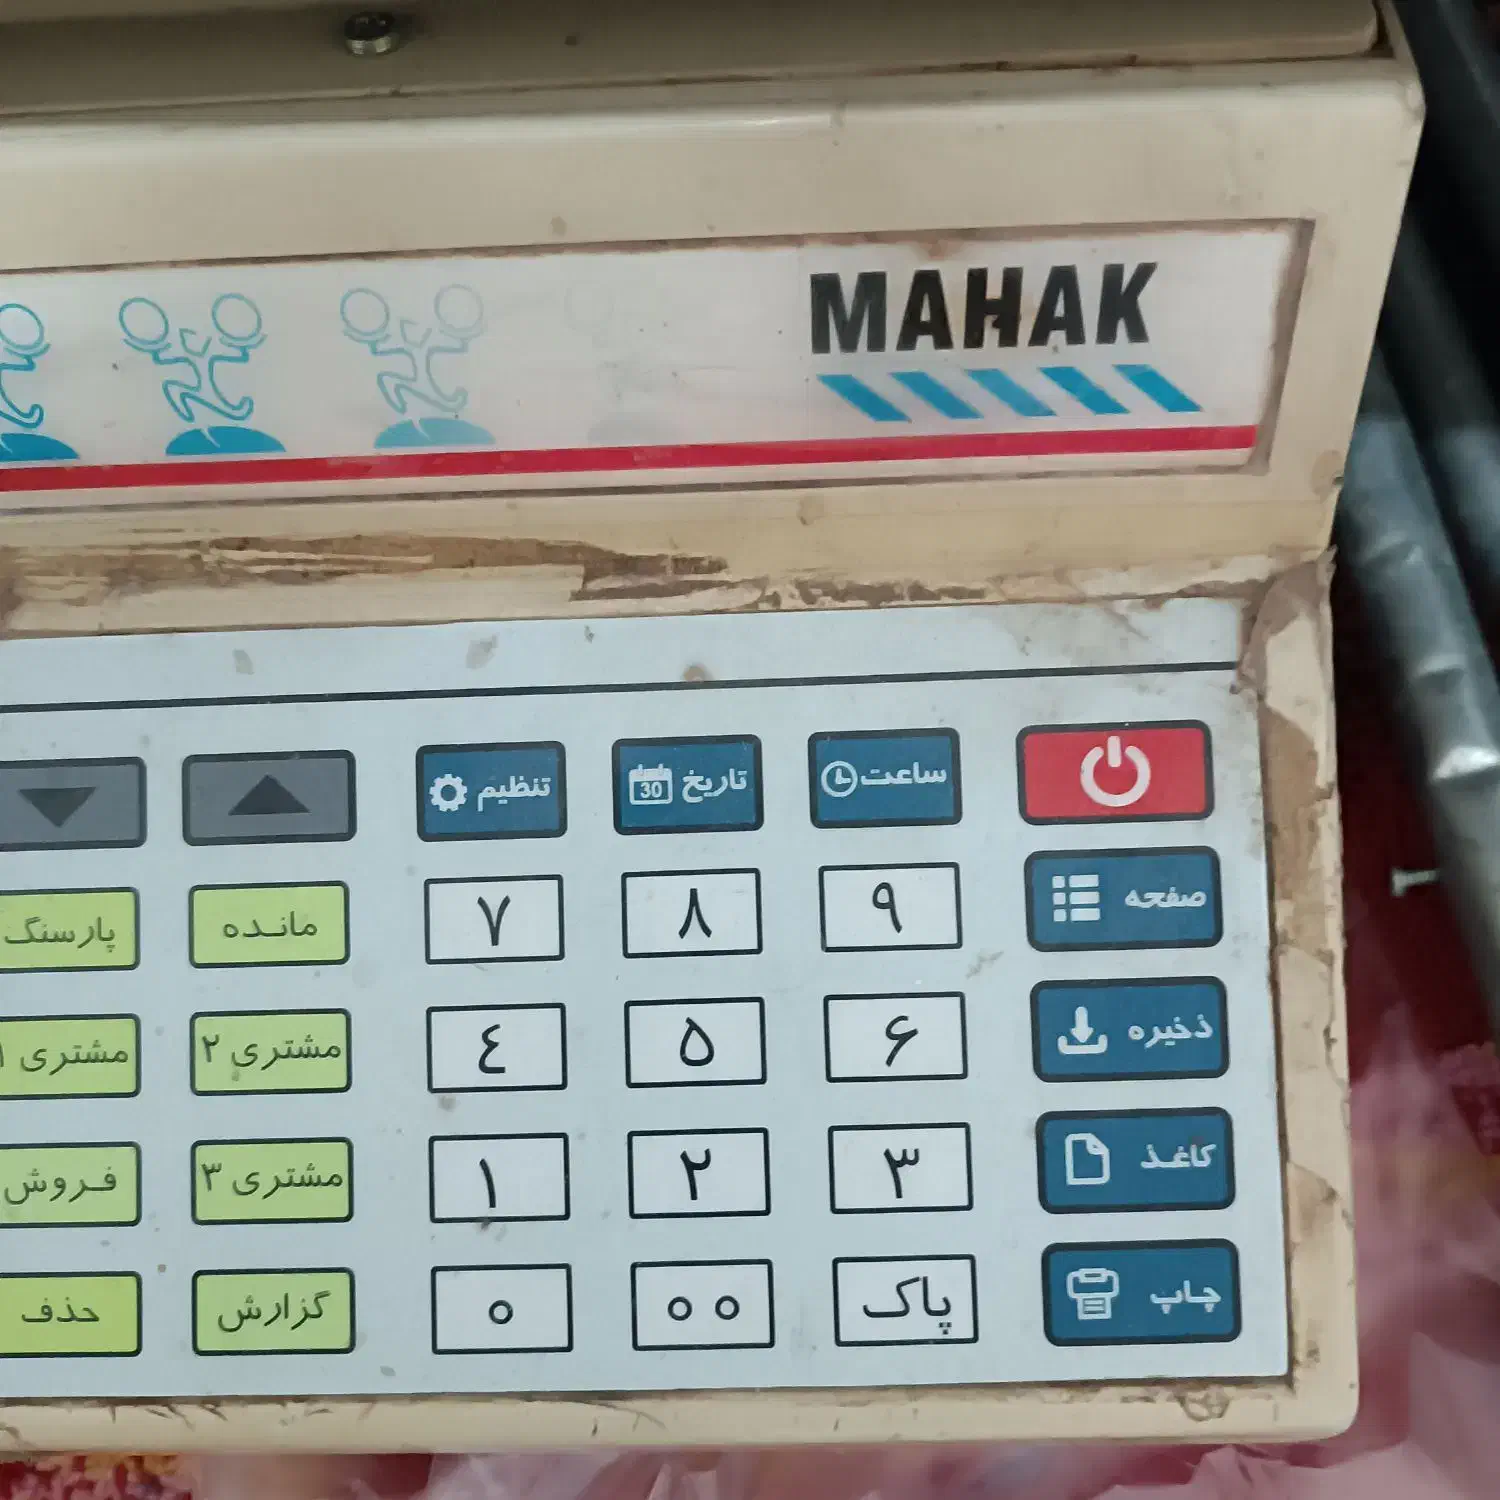 MAHAK
ساعت
تاریخ 30
تنظیم
صفحه
۹
۸
۷
مانده
پارسنگ
ذخیره
۶
۵
٤
مشتری ۲
مشتری ۱
کاغذ
۳
۲
۱
مشتری ۳
فروش
چاپ
پاک
۰۰
۰
گزارش
حذف